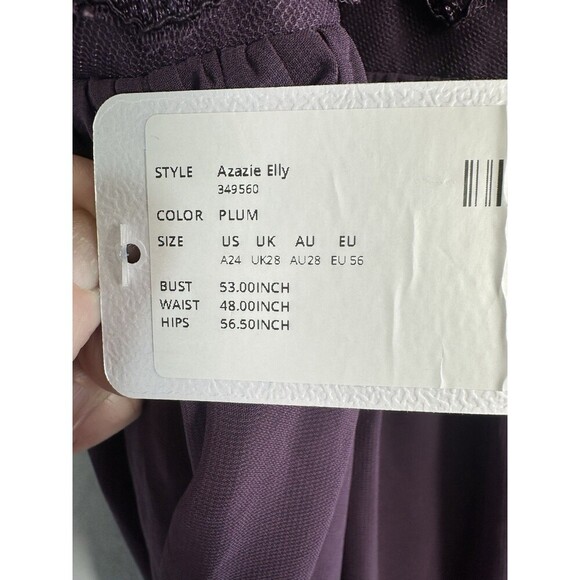 STYLE Azazie Elly
349560
COLOR PLUM
SIZE US UK AU EU
A24 UK28 AU28 EU 56
BUST 53.00INCH
WAIST 48.00INCH
HIPS 56.50INCH